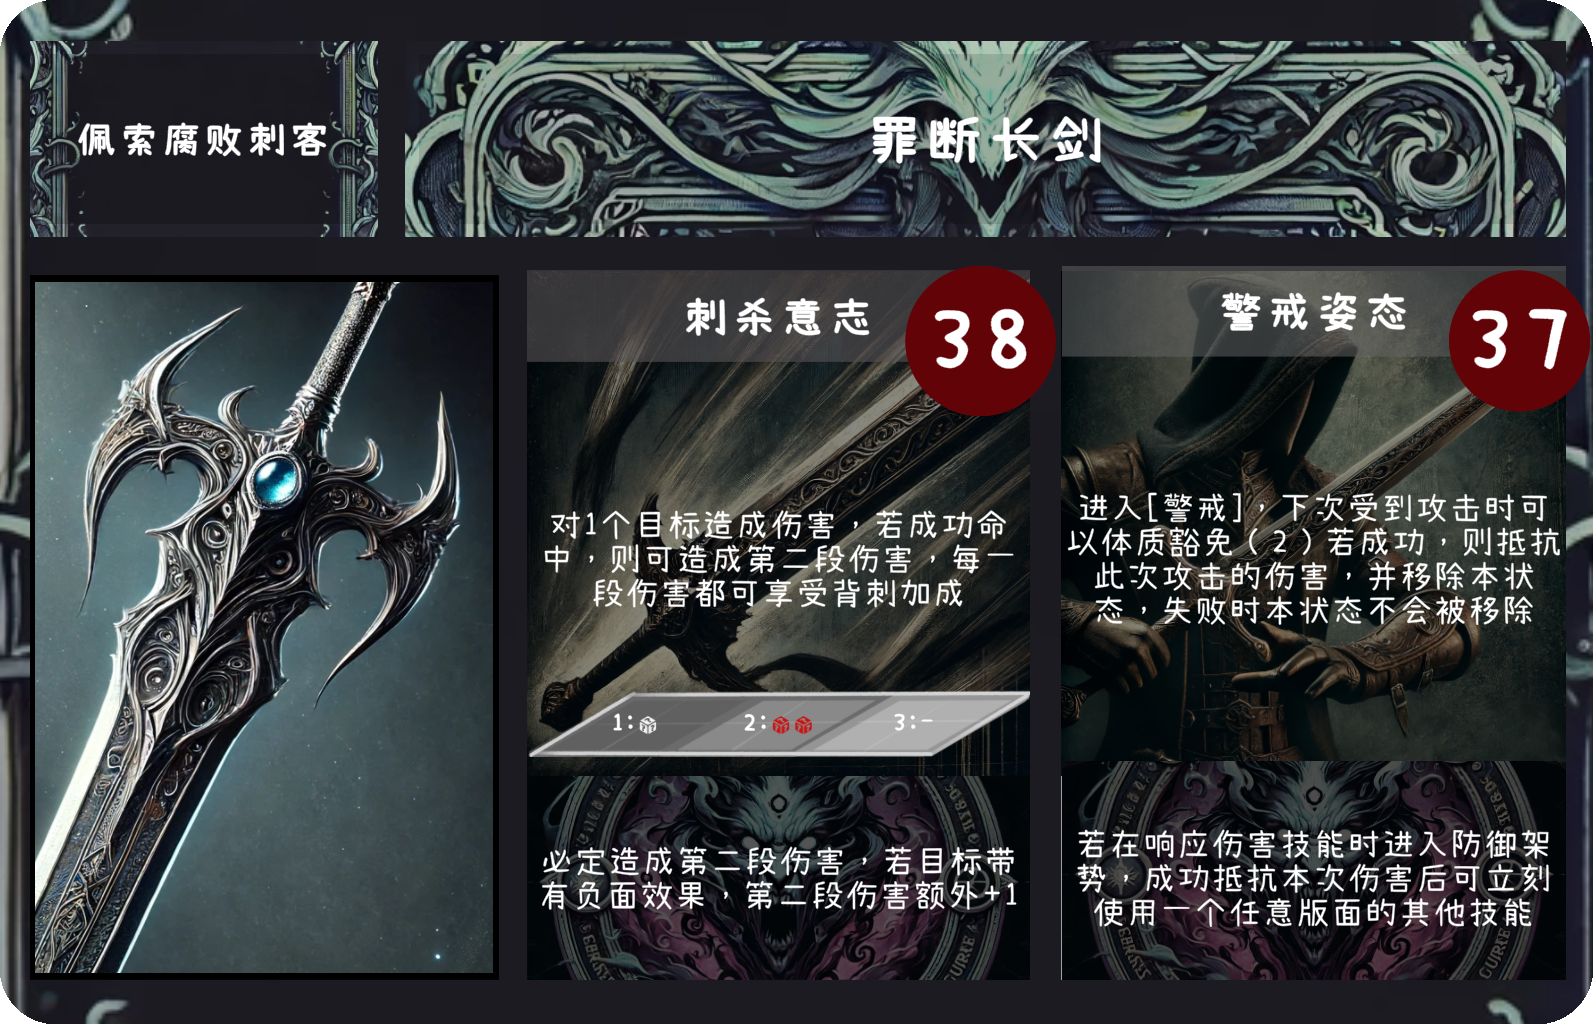 佩索腐败刺客
罪断长剑
刺杀意志
38
对1个目标造成伤害，若成功命
中，则可造成第二段伤害，每一
段伤害都可享受背刺加成
1:
2:
3:-
必定造成第二段伤害，若目标带
有负面效果，第二段伤害额外+1
警戒姿态
37
进入[警戒]，下次受到攻击时可
以体质豁免（2）若成功，则抵抗
此次攻击的伤害，并移除本状
态，失败时本状态不会被移除
若在响应伤害技能时进入防御架
势，成功抵抗本次伤害后可立刻
使用一个任意版面的其他技能